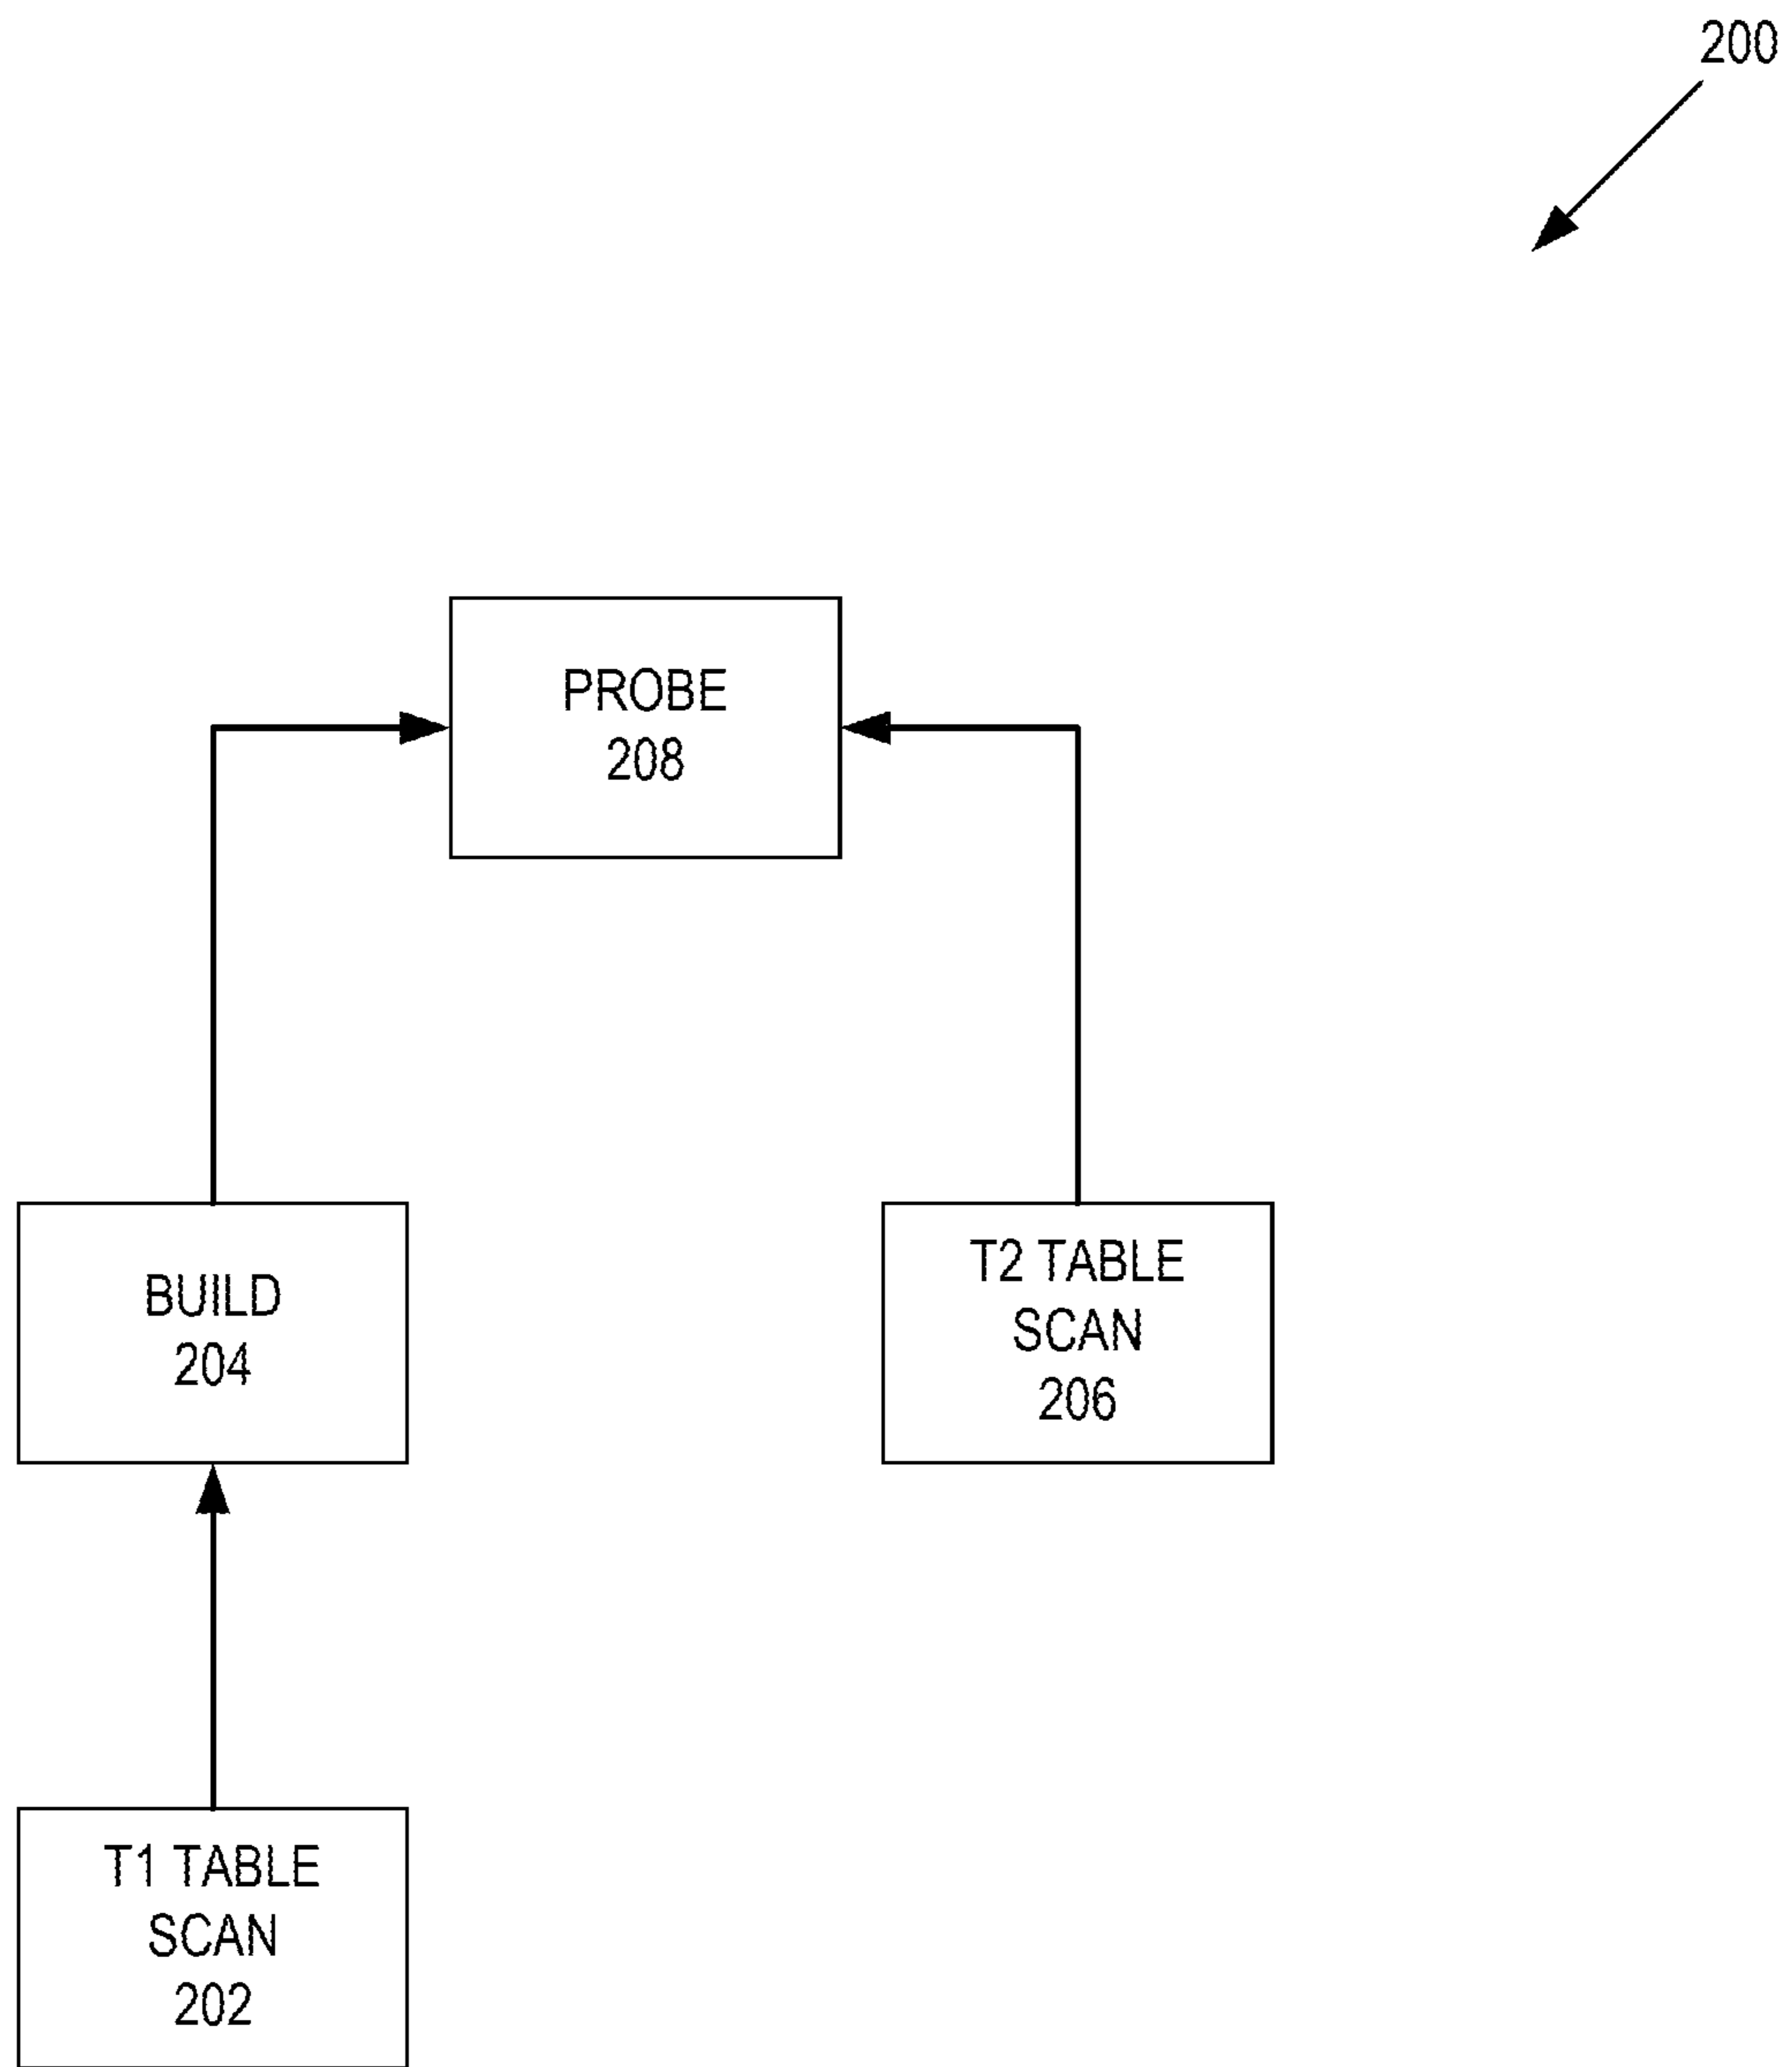 200
PROBE
208
BUILD
204
T2 TABLE
SCAN
206
T1 TABLE
SCAN
202